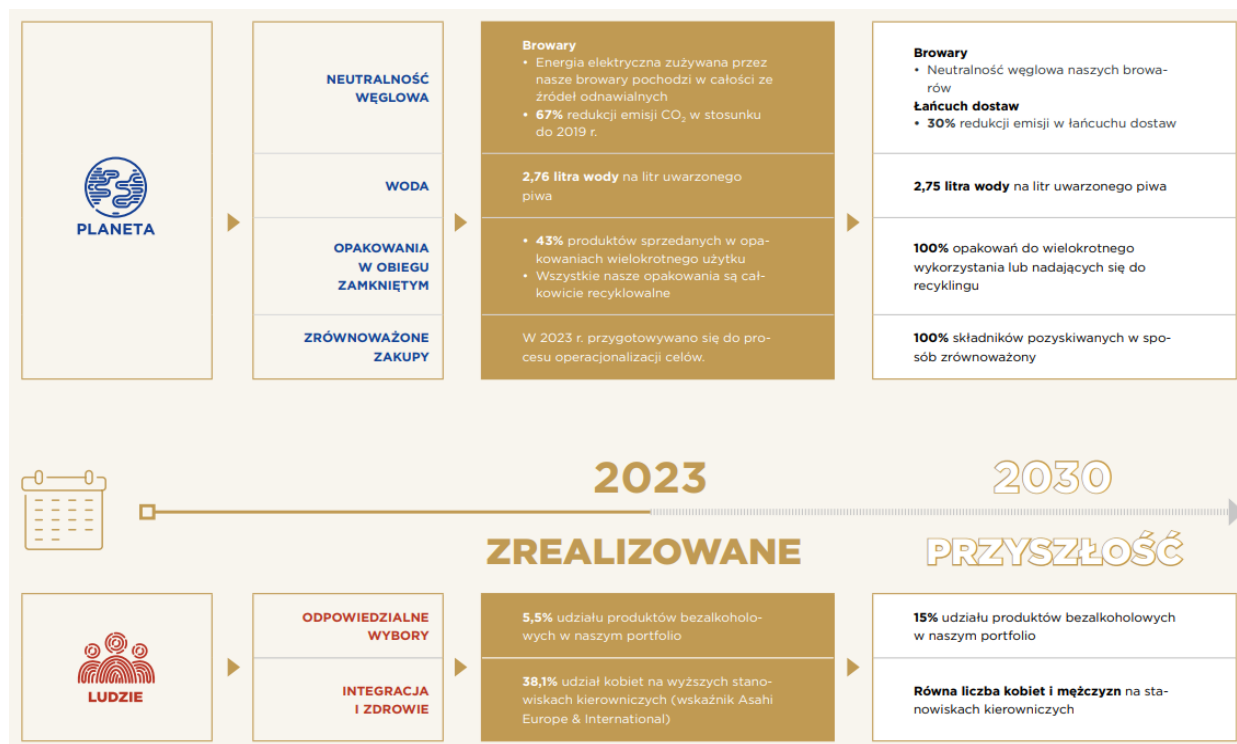 PLANETA
NEUTRALNOŚĆ
WĘGLOWA
Browary
• Energia elektryczna zużywana przez
nasze browary pochodzi w całości ze
źródeł odnawialnych
• 67% redukcji emisji CO₂ w stosunku
do 2019 r.
Browary
• Neutralność węglowa naszych browa-
rów
Łańcuch dostaw
• 30% redukcji emisji w łańcuchu dostaw
WODA
2,76 litra wody na litr uwarzonego
piwa
2,75 litra wody na litr uwarzonego piwa
OPAKOWANIA
W OBIEGU
ZAMKNIĘTYM
• 43% produktów sprzedanych w opa-
kowaniach wielokrotnego użytku
• Wszystkie nasze opakowania są cał-
kowicie recyklowalne
100% opakowań do wielokrotnego
wykorzystania lub nadających się do
recyklingu
ZRÓWNOWAŻONE
ZAKUPY
W 2023 r. przygotowywano się do pro-
cesu operacjonalizacji celów.
100% składników pozyskiwanych w spo-
sób zrównoważony
2023
ZREALIZOWANE
2030
PRZYSZŁOŚĆ
LUDZIE
ODPOWIEDZIALNE
WYBORY
5,5% udziału produktów bezalkoholo-
wych w naszym portfolio
15% udziału produktów bezalkoholowych
w naszym portfolio
INTEGRACJA
I ZDROWIE
38,1% udział kobiet na wyższych stano-
wiskach kierowniczych (wskaźnik Asahi
Europe & International)
Równa liczba kobiet i mężczyzn na sta-
nowiskach kierowniczych